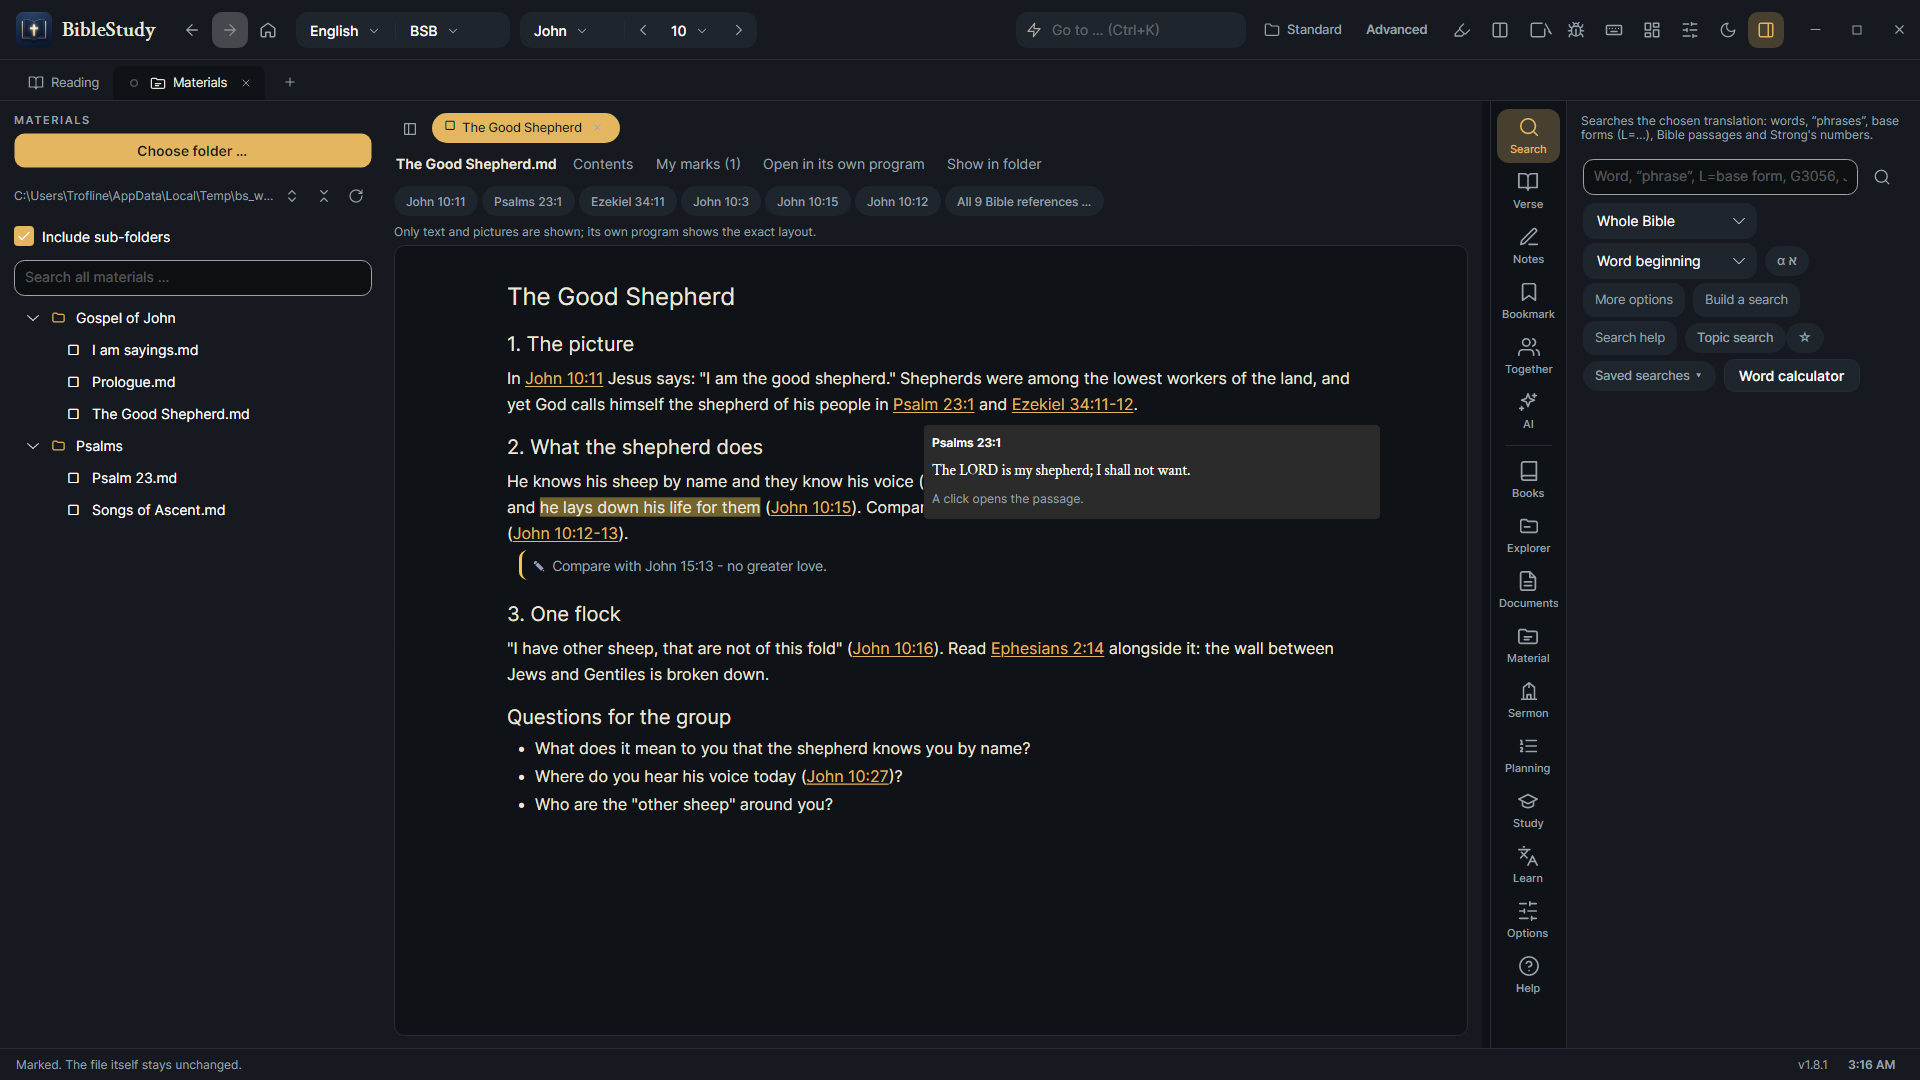 BibleStudy
English
BSB
John
10
Go to ... (Ctrl+K)
Standard
Advanced
Reading
Materials
MATERIALS
Choose folder ...
C:\Users\Trofline\AppData\Local\Temp\bs_w...
Include sub-folders
Search all materials ...
Gospel of John
I am sayings.md
Prologue.md
The Good Shepherd.md
Psalms
Psalm 23.md
Songs of Ascent.md
The Good Shepherd
The Good Shepherd.md
Contents
My marks (1)
Open in its own program
Show in folder
John 10:11
Psalms 23:1
Ezekiel 34:11
John 10:3
John 10:15
John 10:12
All 9 Bible references ...
Only text and pictures are shown; its own program shows the exact layout.
The Good Shepherd
1. The picture
In John 10:11 Jesus says: "I am the good shepherd." Shepherds were among the lowest workers of the land, and
yet God calls himself the shepherd of his people in Psalm 23:1 and Ezekiel 34:11-12.
2. What the shepherd does
He knows his sheep by name and they know his voice (
and he lays down his life for them (John 10:15). Compar
(John 10:12-13).
Psalms 23:1
The LORD is my shepherd; I shall not want.
A click opens the passage.
Compare with John 15:13 - no greater love.
3. One flock
"I have other sheep, that are not of this fold" (John 10:16). Read Ephesians 2:14 alongside it: the wall between
Jews and Gentiles is broken down.
Questions for the group
• What does it mean to you that the shepherd knows you by name?
• Where do you hear his voice today (John 10:27)?
• Who are the "other sheep" around you?
Search
Verse
Notes
Bookmark
Together
AI
Books
Explorer
Documents
Material
Sermon
Planning
Study
Learn
Options
Help
Searches the chosen translation: words, "phrases", base
forms (L=...), Bible passages and Strong's numbers.
Word, "phrase", L=base form, G3056, .
Whole Bible
Word beginning
α א
More options
Build a search
Search help
Topic search
Saved searches
Word calculator
Marked. The file itself stays unchanged.
v1.8.1
3:16 AM